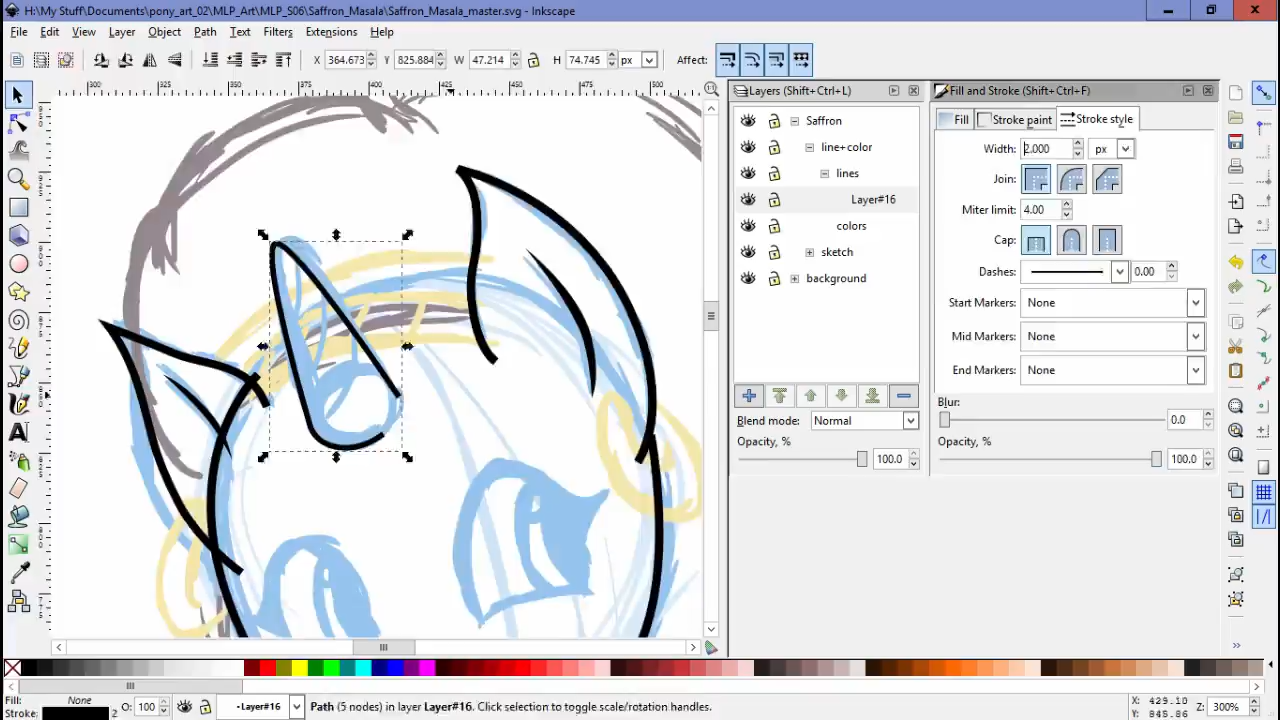 H:\My Stuff\Documents\pony_art_02\MLP_Art\MLP_S06\Saffron_Masala\Saffron_Masala_master.svg - Inkscape
File Edit View Layer Object Path Text Filters Extensions Help
X 364.673 Y 825.884 W 47.214 H 74.745 px Affect:
300 375 400 425
Layers (Shift+Ctrl+L)
Fill and Stroke (Shift+Ctrl+F)
Saffron
line+color
lines
Layer#16
colors
sketch
background
Fill Stroke paint Stroke style
Width: 2.000 px
Join:
Miter limit: 4.00
Cap:
Dashes: 0.00
Start Markers: None
Mid Markers: None
End Markers: None
Blend mode: Normal
Opacity, % 100.0
Blur:
0.0
Opacity, %
100.0
Fill: None
Stroke: 2
O: 100
•Layer#16
Path (5 nodes) in layer Layer#16. Click selection to toggle scale/rotation handles.
X: 429.10
Y: 845.86
Z: 300%